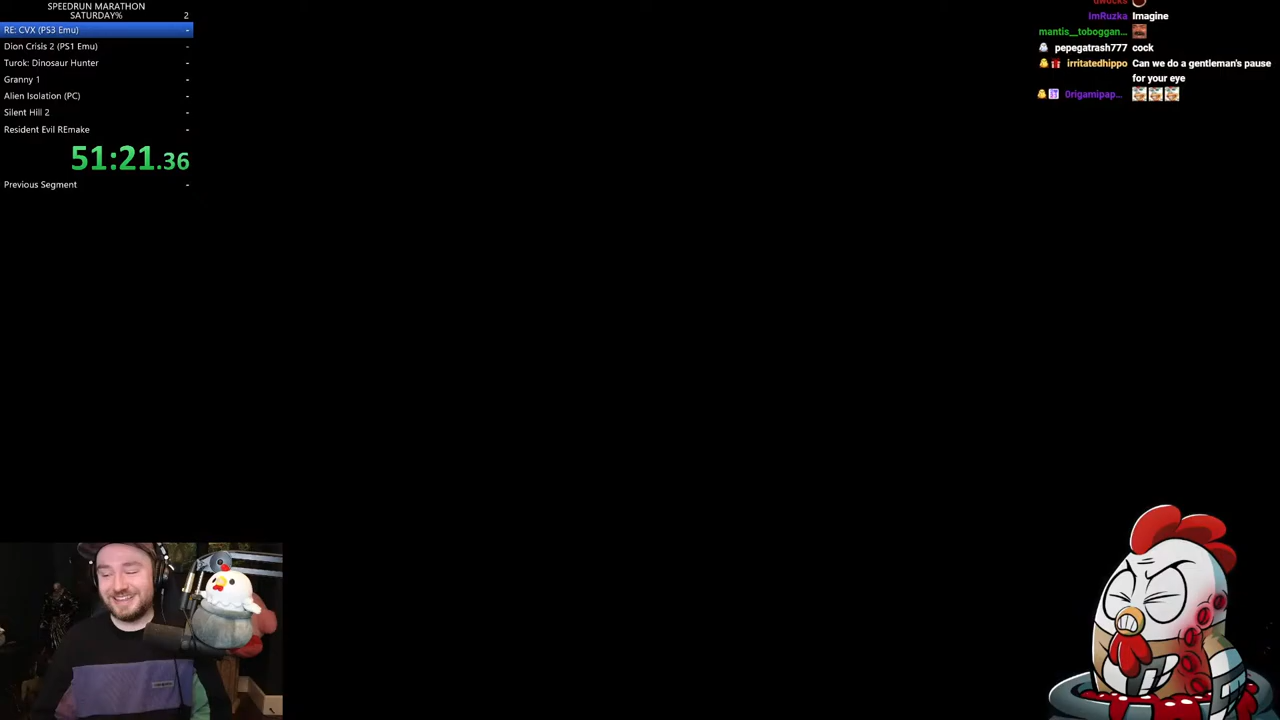 SPEEDRUN MARATHON
SATURDAY% 2
RE: CVX (PS3 Emu) -
Dion Crisis 2 (PS1 Emu) -
Turok: Dinosaur Hunter -
Granny 1 -
Alien Isolation (PC) -
Silent Hill 2 -
Resident Evil REmake -
51:21.36
Previous Segment -
ImRuzka Imagine
mantis__toboggan...
pepegatrash777 cock
irritatedhippo Can we do a gentleman's pause
for your eye
0rigamipap...